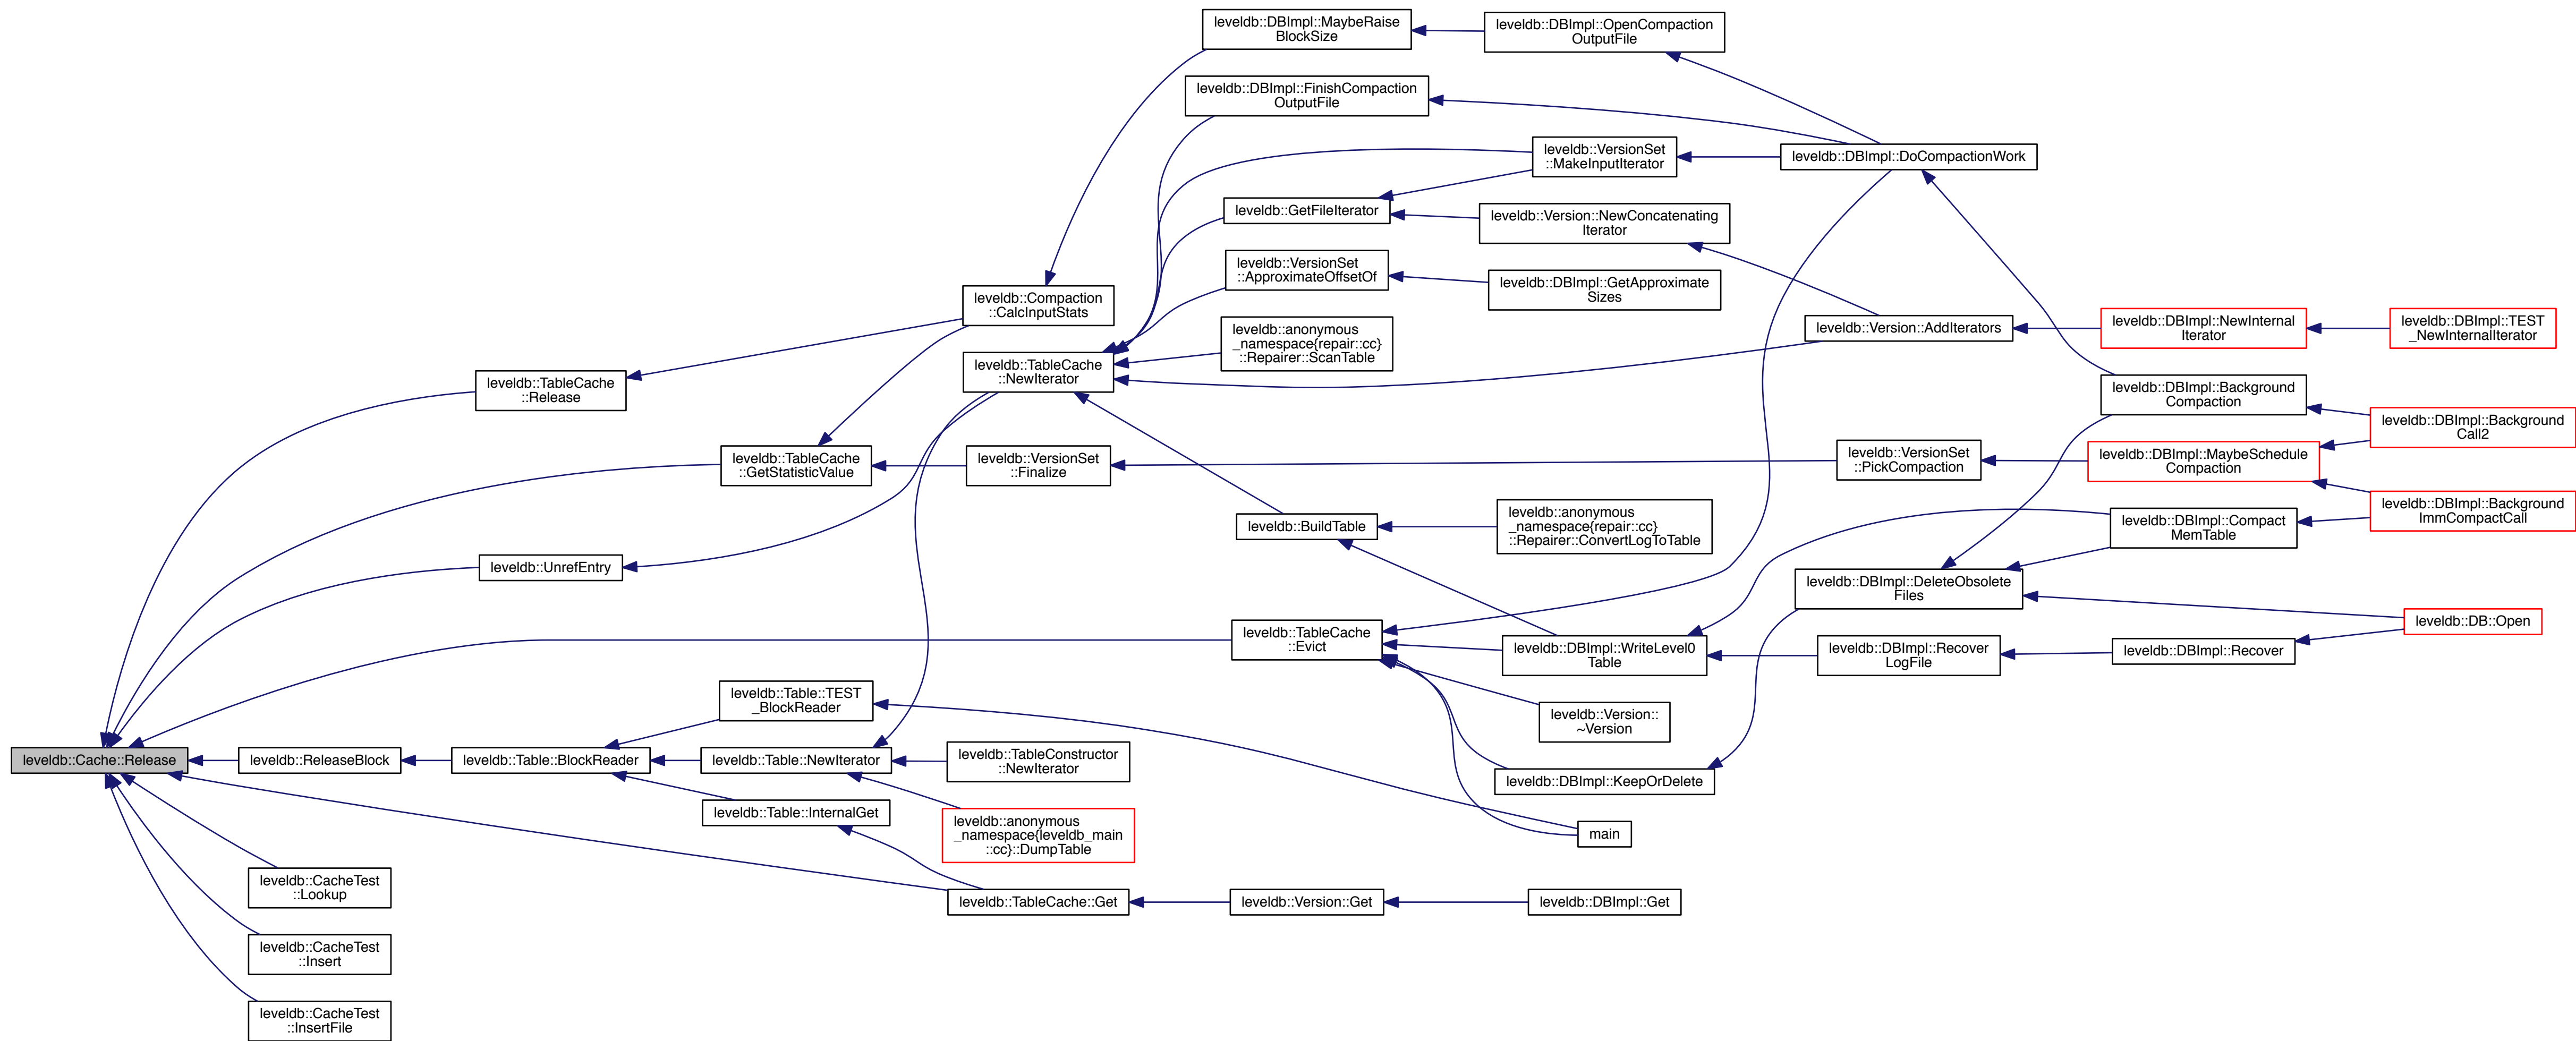 leveldb::DBImpl::MaybeRaise
BlockSize
leveldb::DBImpl::OpenCompaction
OutputFile
leveldb::DBImpl::FinishCompaction
OutputFile
leveldb::VersionSet
::MakeInputIterator
leveldb::DBImpl::DoCompactionWork
leveldb::GetFileIterator
leveldb::Version::NewConcatenating
Iterator
leveldb::VersionSet
::ApproximateOffsetOf
leveldb::DBImpl::GetApproximate
Sizes
leveldb::Compaction
::CalcInputStats
leveldb::anonymous
_namespace{repair::cc}
::Repairer::ScanTable
leveldb::Version::AddIterators
leveldb::DBImpl::NewInternal
Iterator
leveldb::DBImpl::TEST
_NewInternalIterator
leveldb::TableCache
::NewIterator
leveldb::TableCache
::Release
leveldb::DBImpl::Background
Compaction
leveldb::DBImpl::Background
Call2
leveldb::TableCache
::GetStatisticValue
leveldb::VersionSet
::Finalize
leveldb::VersionSet
::PickCompaction
leveldb::DBImpl::MaybeSchedule
Compaction
leveldb::DBImpl::Background
ImmCompactCall
leveldb::BuildTable
leveldb::anonymous
_namespace{repair::cc}
::Repairer::ConvertLogToTable
leveldb::DBImpl::Compact
MemTable
leveldb::UnrefEntry
leveldb::DBImpl::DeleteObsolete
Files
leveldb::DB::Open
leveldb::TableCache
::Evict
leveldb::DBImpl::WriteLevel0
Table
leveldb::DBImpl::Recover
LogFile
leveldb::DBImpl::Recover
leveldb::Table::TEST
_BlockReader
leveldb::Version::
~Version
leveldb::Cache::Release
leveldb::ReleaseBlock
leveldb::Table::BlockReader
leveldb::Table::NewIterator
leveldb::TableConstructor
::NewIterator
leveldb::DBImpl::KeepOrDelete
leveldb::Table::InternalGet
leveldb::anonymous
_namespace{leveldb_main
::cc}::DumpTable
main
leveldb::CacheTest
::Lookup
leveldb::TableCache::Get
leveldb::Version::Get
leveldb::DBImpl::Get
leveldb::CacheTest
::Insert
leveldb::CacheTest
::InsertFile